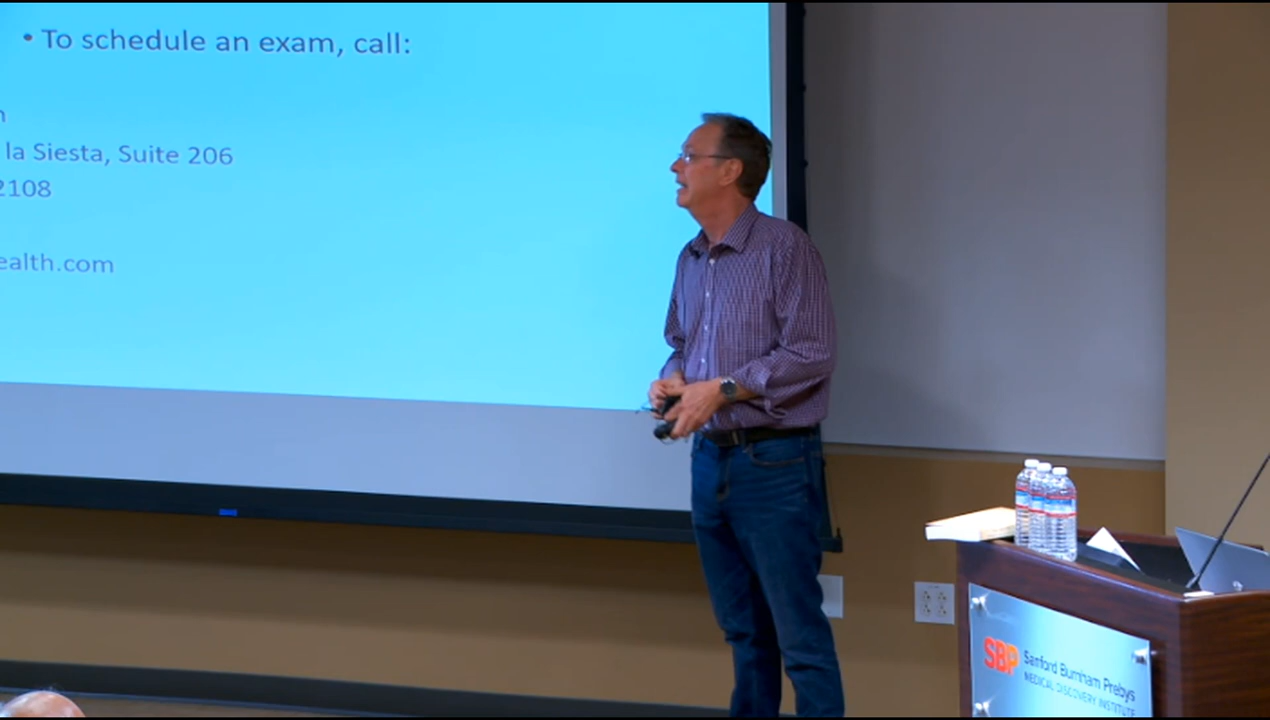 • To schedule an exam, call:
la Siesta, Suite 206
2108
ealth.com
SBP Sanford Burnham Prebys
MEDICAL DISCOVERY INSTITUTE